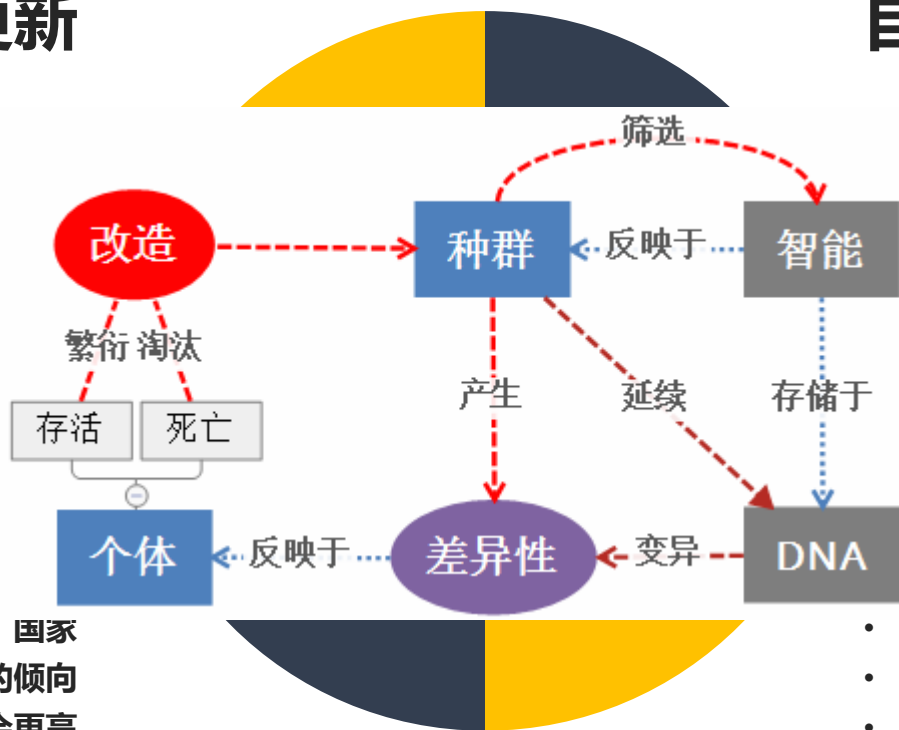 更新
筛选
改造
种群
反映于
智能
繁衍
淘汰
产生
延续
存储于
存活
死亡
个体
反映于
差异性
变异
DNA
国家
的倾向